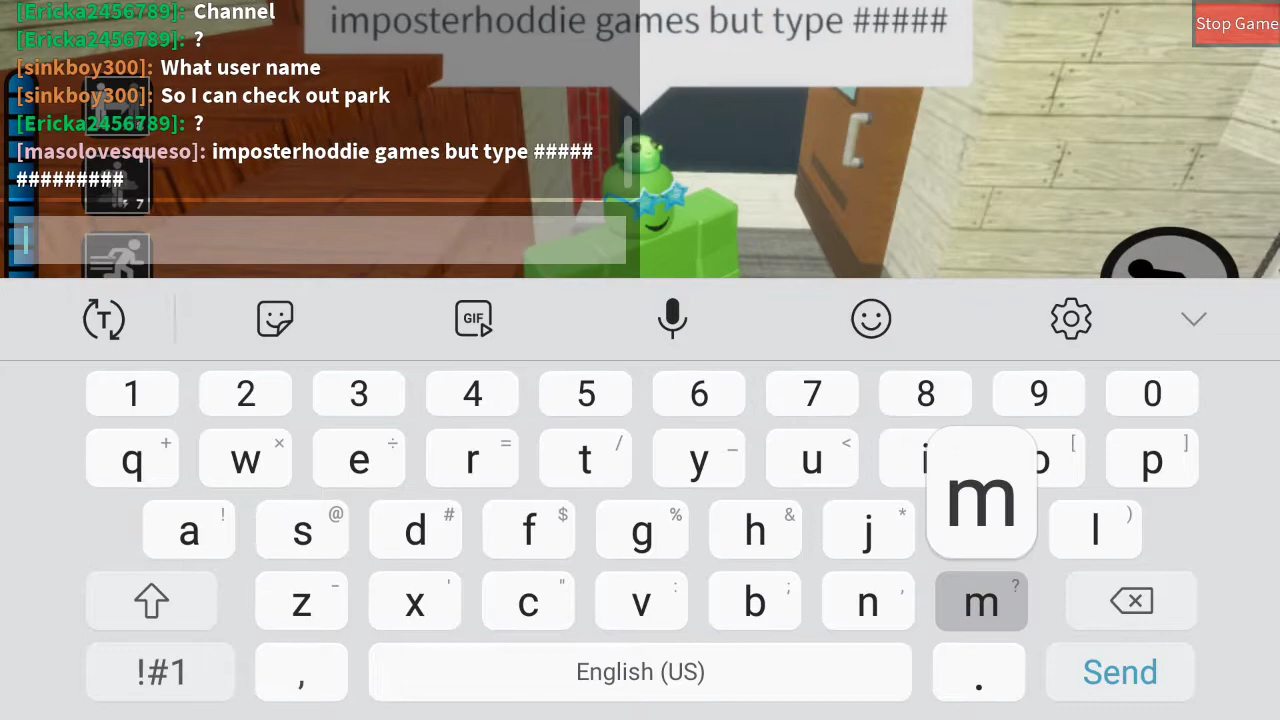 imposterhoddie games but type #####
Stop Game
[Ericka2456789]: Channel
[Ericka2456789]: ?
[sinkboy300]: What user name
[sinkboy300]: So I can check out park
[Ericka2456789]: ?
[masolovesqueso]: imposterhoddie games but type #####
#########
7
T
GIF
1 2 3 4 5 6 7 8 9 0
q + w × e ÷ r = t / y _ u < i o [ p ]
m
a ! s @ d # f $ g % h & j * l )
z - x ' c " v : b ; n , m ?
!#1 , English (US) . Send